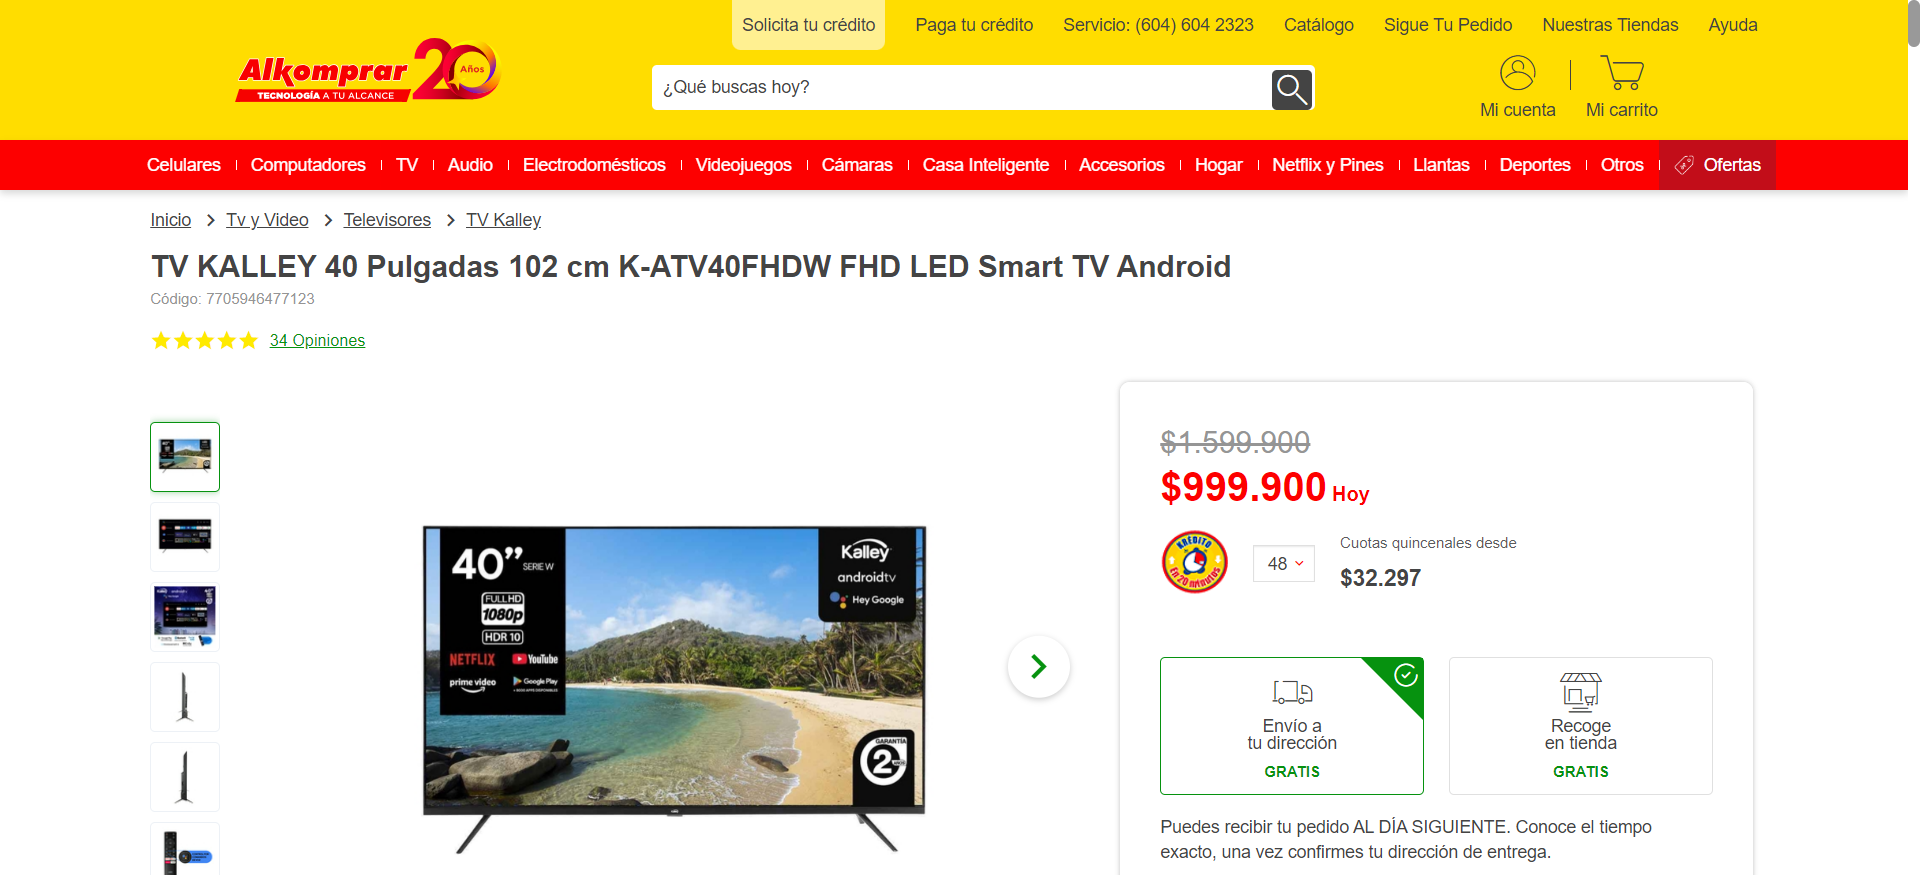 Solicita tu crédito
Paga tu crédito
Servicio: (604) 604 2323
Catálogo
Sigue Tu Pedido
Nuestras Tiendas
Ayuda
Alkomprar 20 Años
TECNOLOGÍA A TU ALCANCE
¿Qué buscas hoy?
Mi cuenta
Mi carrito
Celulares
Computadores
TV
Audio
Electrodomésticos
Videojuegos
Cámaras
Casa Inteligente
Accesorios
Hogar
Netflix y Pines
Llantas
Deportes
Otros
Ofertas
Inicio
Tv y Video
Televisores
TV Kalley
TV KALLEY 40 Pulgadas 102 cm K-ATV40FHDW FHD LED Smart TV Android
Código: 7705946477123
34 Opiniones
40” SERIE W
FULL HD
1080p
HDR 10
NETFLIX
YouTube
prime video
Google Play
Kalley
androidtv
Hey Google
GARANTÍA
2 AÑOS
$1.599.900
$999.900 Hoy
KREDITO
En 20 minutos
48
Cuotas quincenales desde
$32.297
Envío a
tu dirección
GRATIS
Recoge
en tienda
GRATIS
Puedes recibir tu pedido AL DÍA SIGUIENTE. Conoce el tiempo
exacto, una vez confirmes tu dirección de entrega.